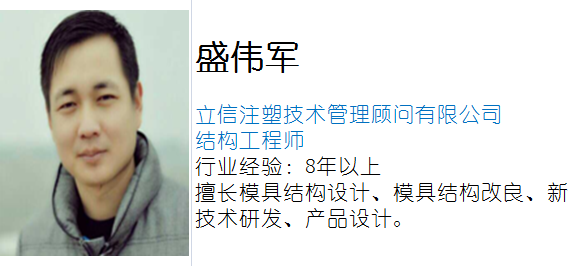 盛伟军
立信注塑技术管理顾问有限公司
结构工程师
行业经验：8年以上
擅长模具结构设计、模具结构改良、新
技术研发、产品设计。